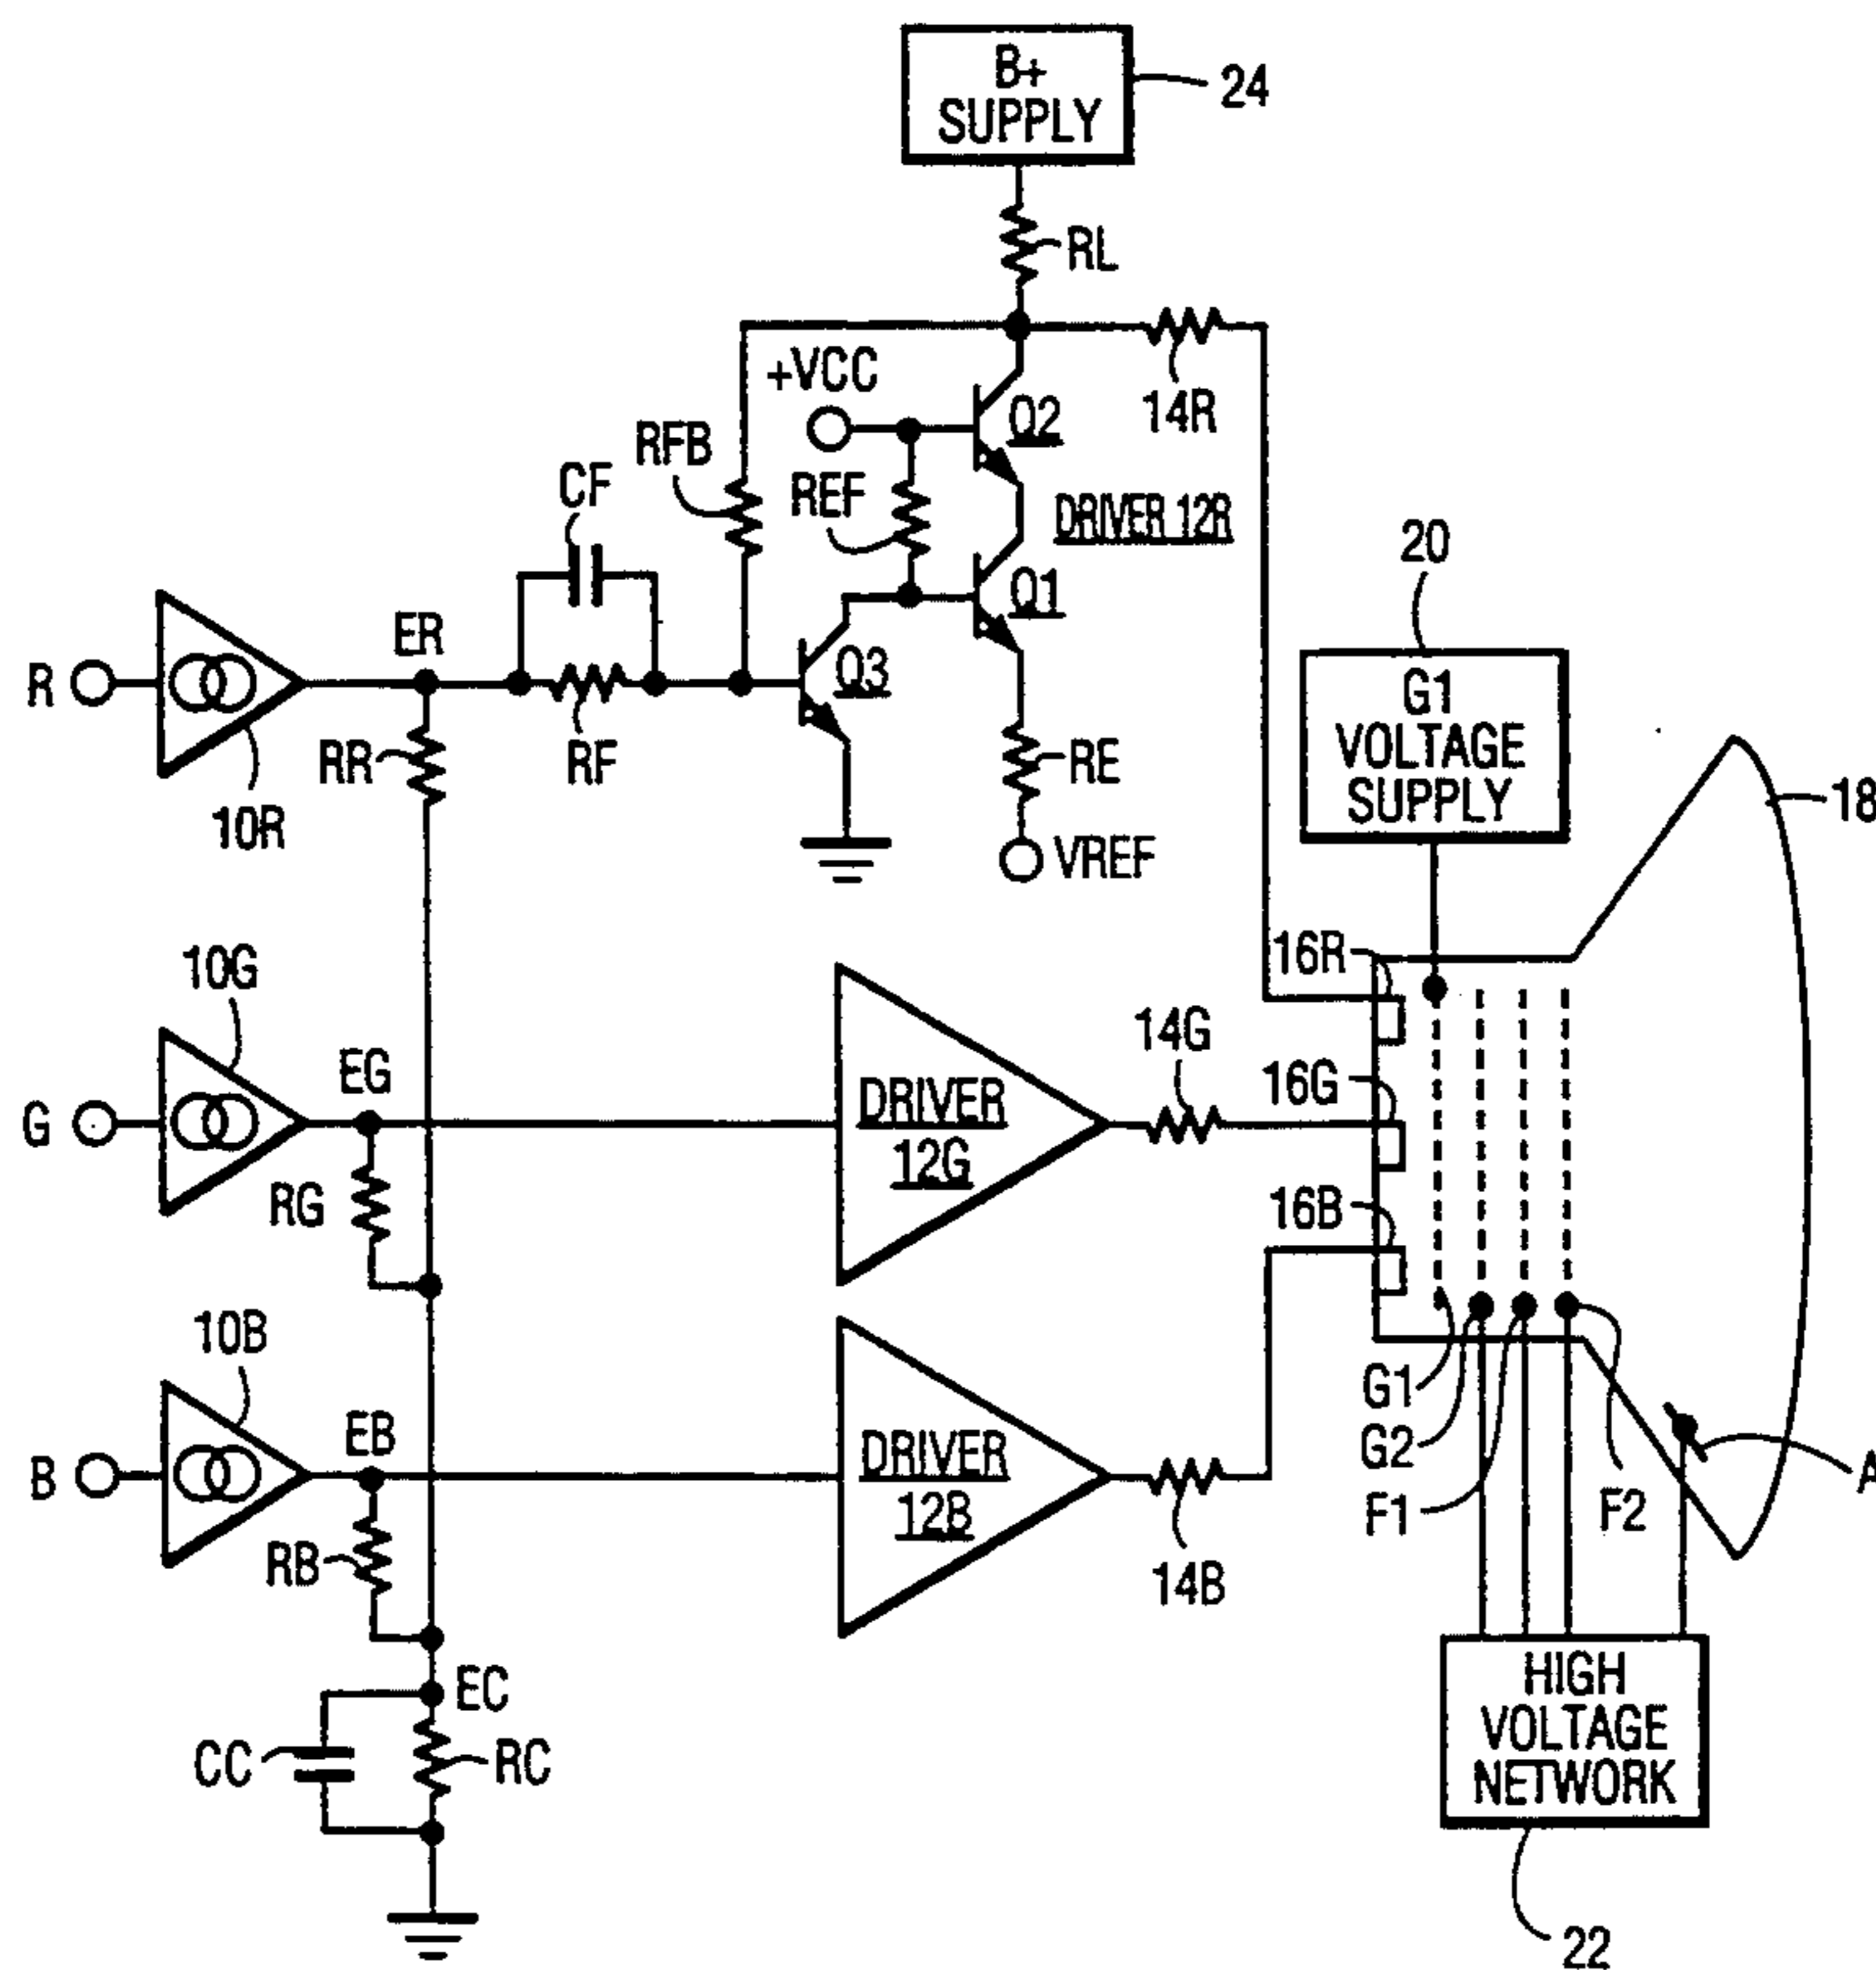 B+
SUPPLY
24
RL
+VCC
14R
Q2
RFB
CF
REF
DRIVER 12R
20
Q1
ER
R
Q3
G1
VOLTAGE
SUPPLY
RR
RF
RE
18
10R
VREF
16R
10G
14G
EG
16G
G
DRIVER
12G
RG
16B
10B
G1
EB
G2
A
B
DRIVER
12B
F1
F2
RB
14B
EC
HIGH
VOLTAGE
NETWORK
CC
RC
22